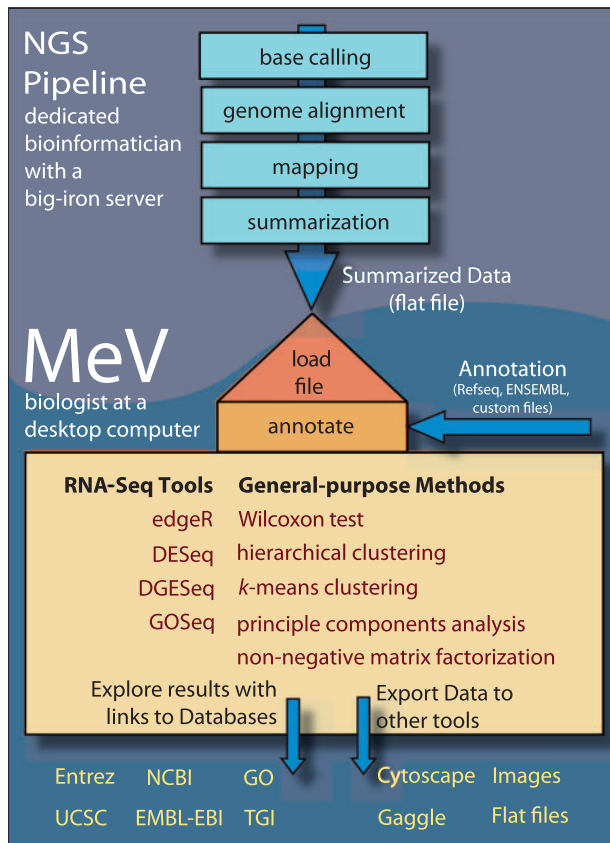 NGS
Pipeline
dedicated
bioinformatician
with a
big-iron server
base calling
genome alignment
mapping
summarization
Summarized Data
(flat file)
MeV
biologist at a
desktop computer
load
file
annotate
Annotation
(Refseq, ENSEMBL,
custom files)
RNA-Seq Tools General-purpose Methods
edgeR Wilcoxon test
DESeq hierarchical clustering
DGESeq k-means clustering
GOSeq principle components analysis
non-negative matrix factorization
Explore results with
links to Databases
Export Data to
other tools
Entrez NCBI GO Cytoscape Images
UCSC EMBL-EBI TGI Gaggle Flat files